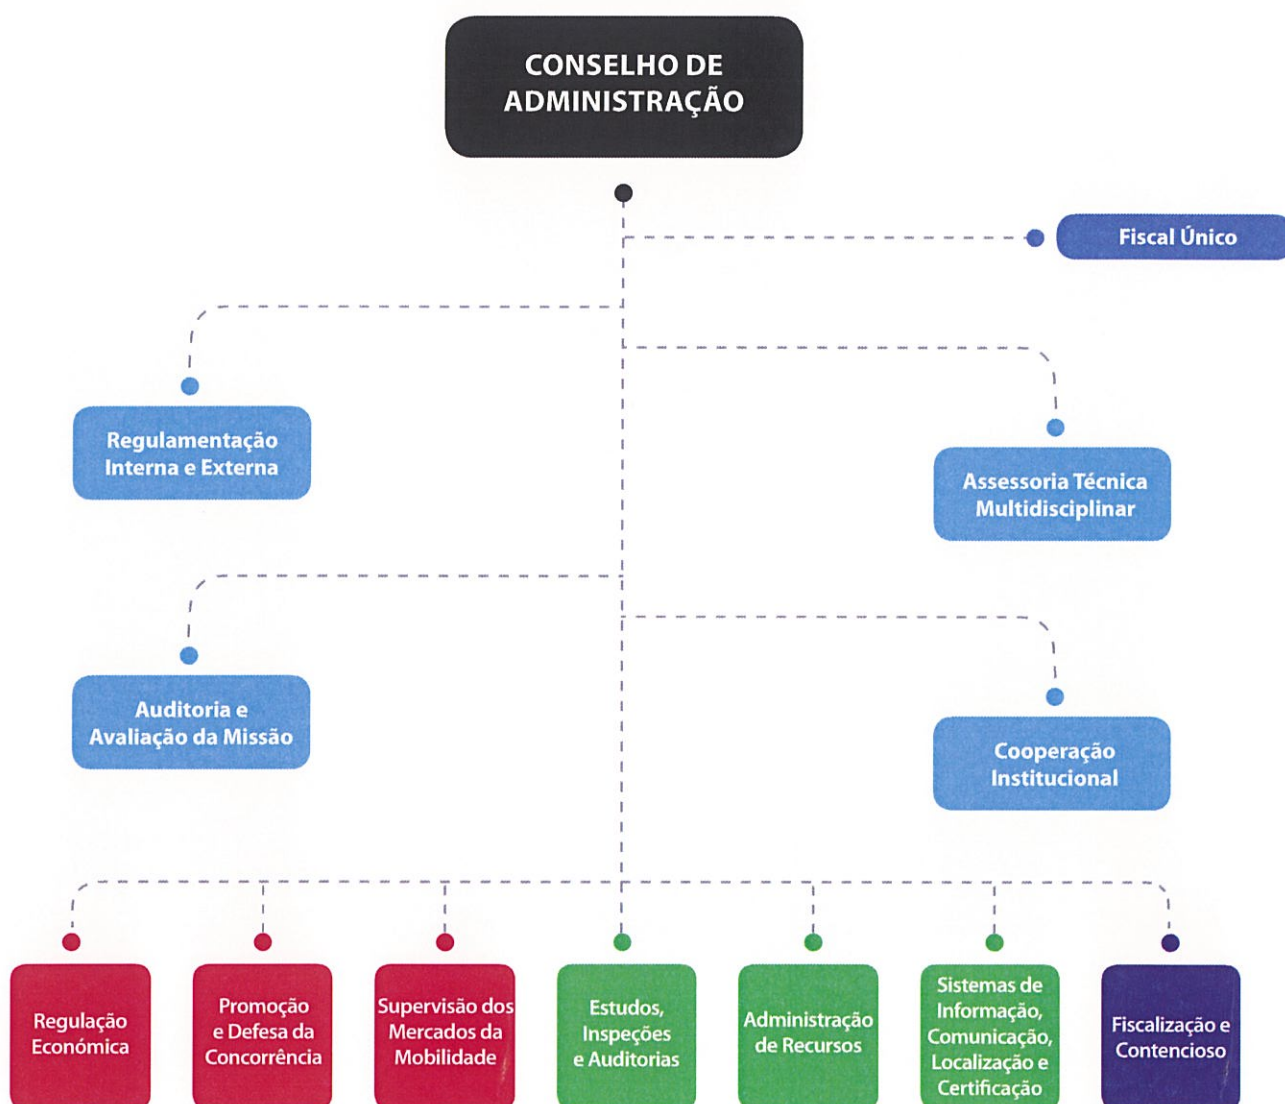 CONSELHO DE
ADMINISTRAÇÃO
Fiscal Único
Regulamentação
Interna e Externa
Assessoria Técnica
Multidisciplinar
Auditoria e
Avaliação da Missão
Cooperação
Institucional
Regulação
Económica
Promoção
e Defesa da
Concorrência
Supervisão dos
Mercados da
Mobilidade
Estudos,
Inspeções
e Auditorias
Administração
de Recursos
Sistemas de
Informação,
Comunicação,
Localização e
Certificação
Fiscalização e
Contencioso